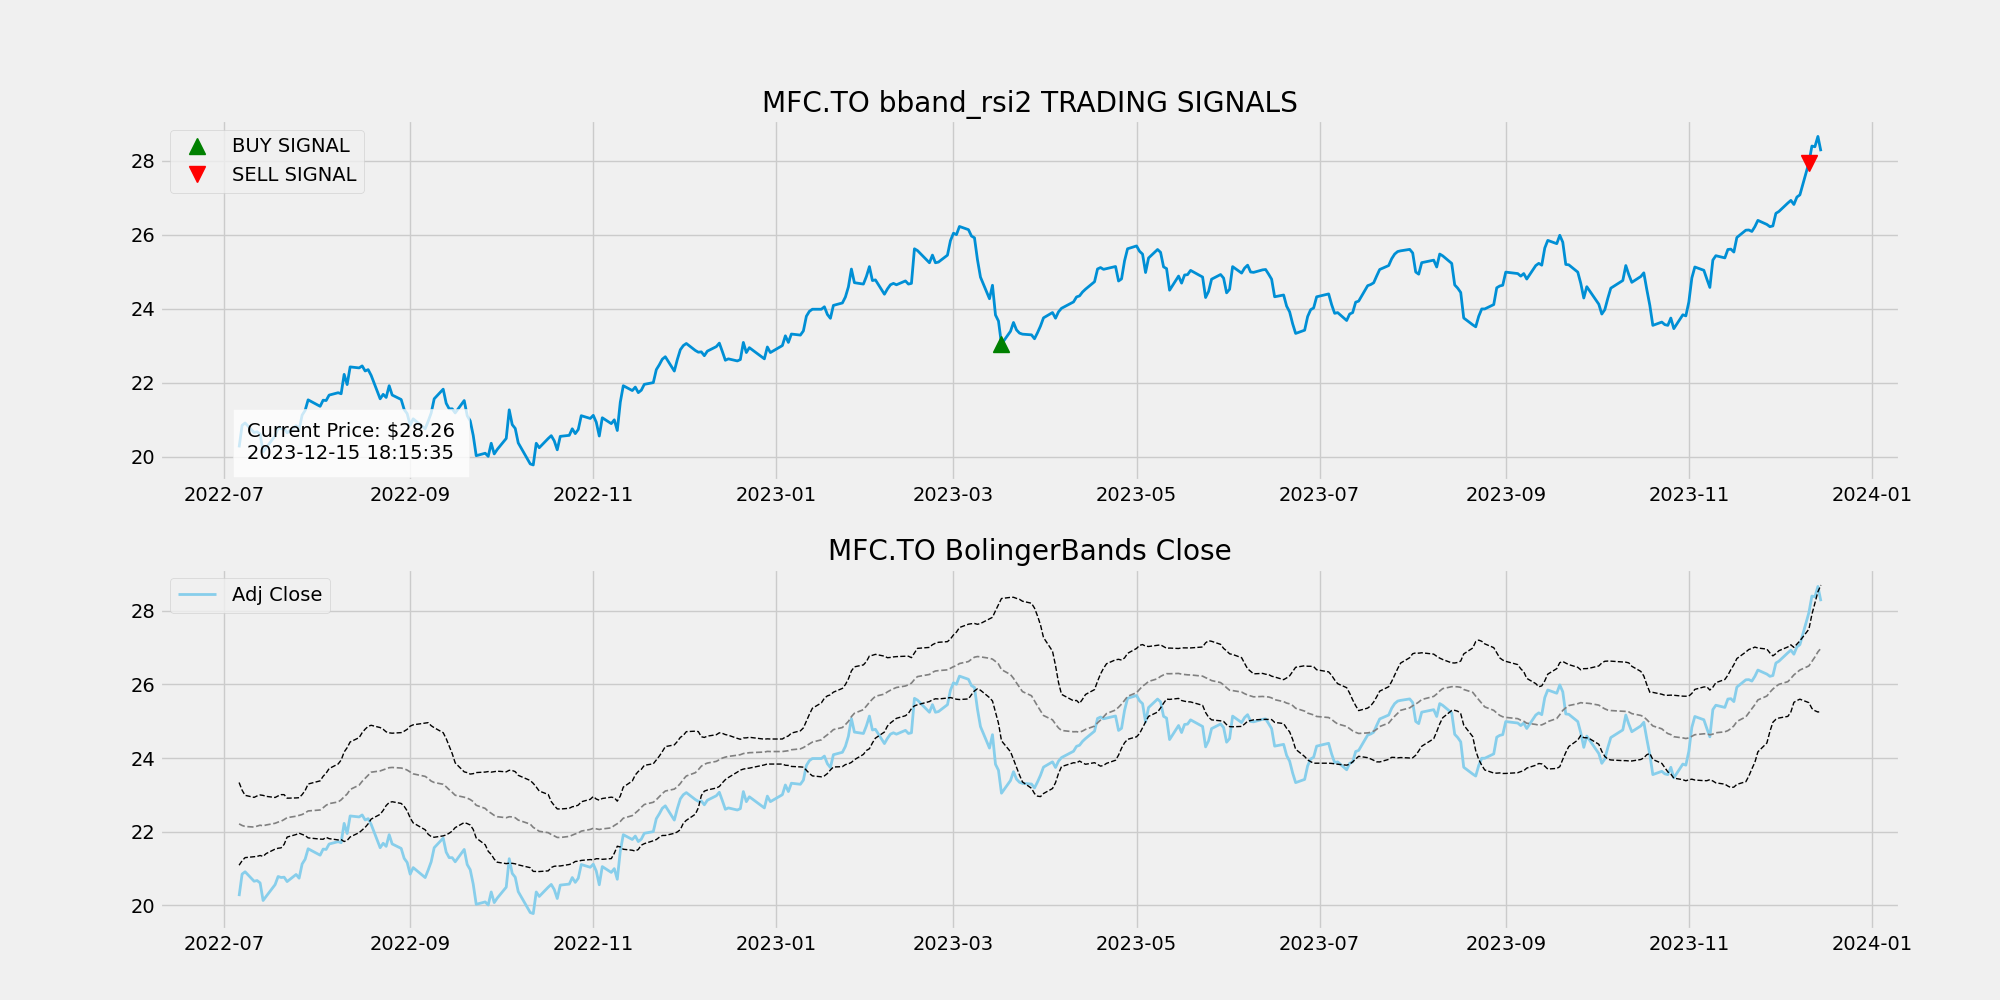 MFC.TO bband_rsi2 TRADING SIGNALS
BUY SIGNAL
SELL SIGNAL
28
26
24
22
20
Current Price: $28.26
2023-12-15 18:15:35
2022-07 2022-09 2022-11 2023-01 2023-03 2023-05 2023-07 2023-09 2023-11 2024-01
MFC.TO BolingerBands Close
Adj Close
28
26
24
22
20
2022-07 2022-09 2022-11 2023-01 2023-03 2023-05 2023-07 2023-09 2023-11 2024-01